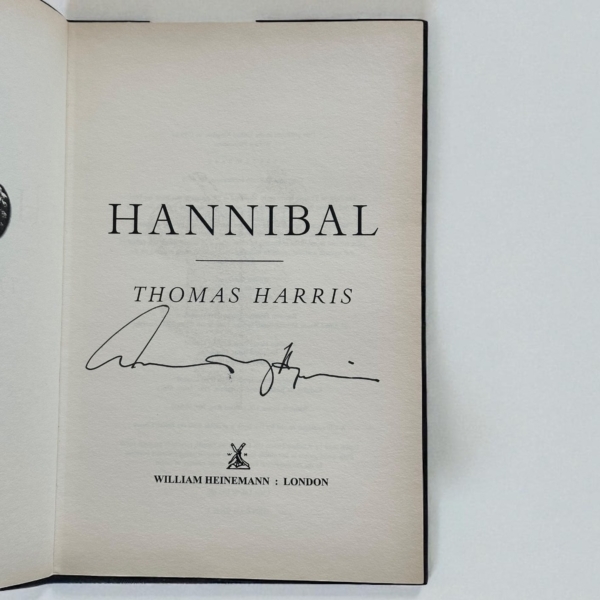 HANNIBAL
THOMAS HARRIS
WILLIAM HEINEMANN : LONDON